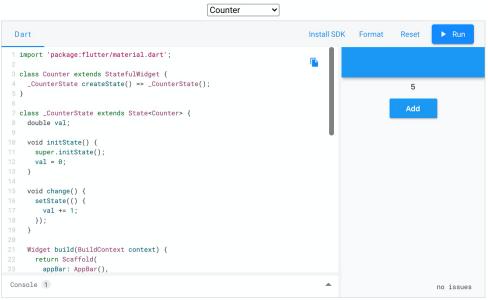 Counter
Dart
Install SDK
Format
Reset
Run
1 import 'package:flutter/material.dart';
2
3 class Counter extends StatefulWidget {
4   _CounterState createState() => _CounterState();
5 }
6
7 class _CounterState extends State<Counter> {
8   double val;
9
10   void initState() {
11     super.initState();
12     val = 0;
13   }
14
15   void change() {
16     setState(() {
17       val += 1;
18     });
19   }
20
21   Widget build(BuildContext context) {
22     return Scaffold(
23       appBar: AppBar(),
5
Add
Console 1
no issues